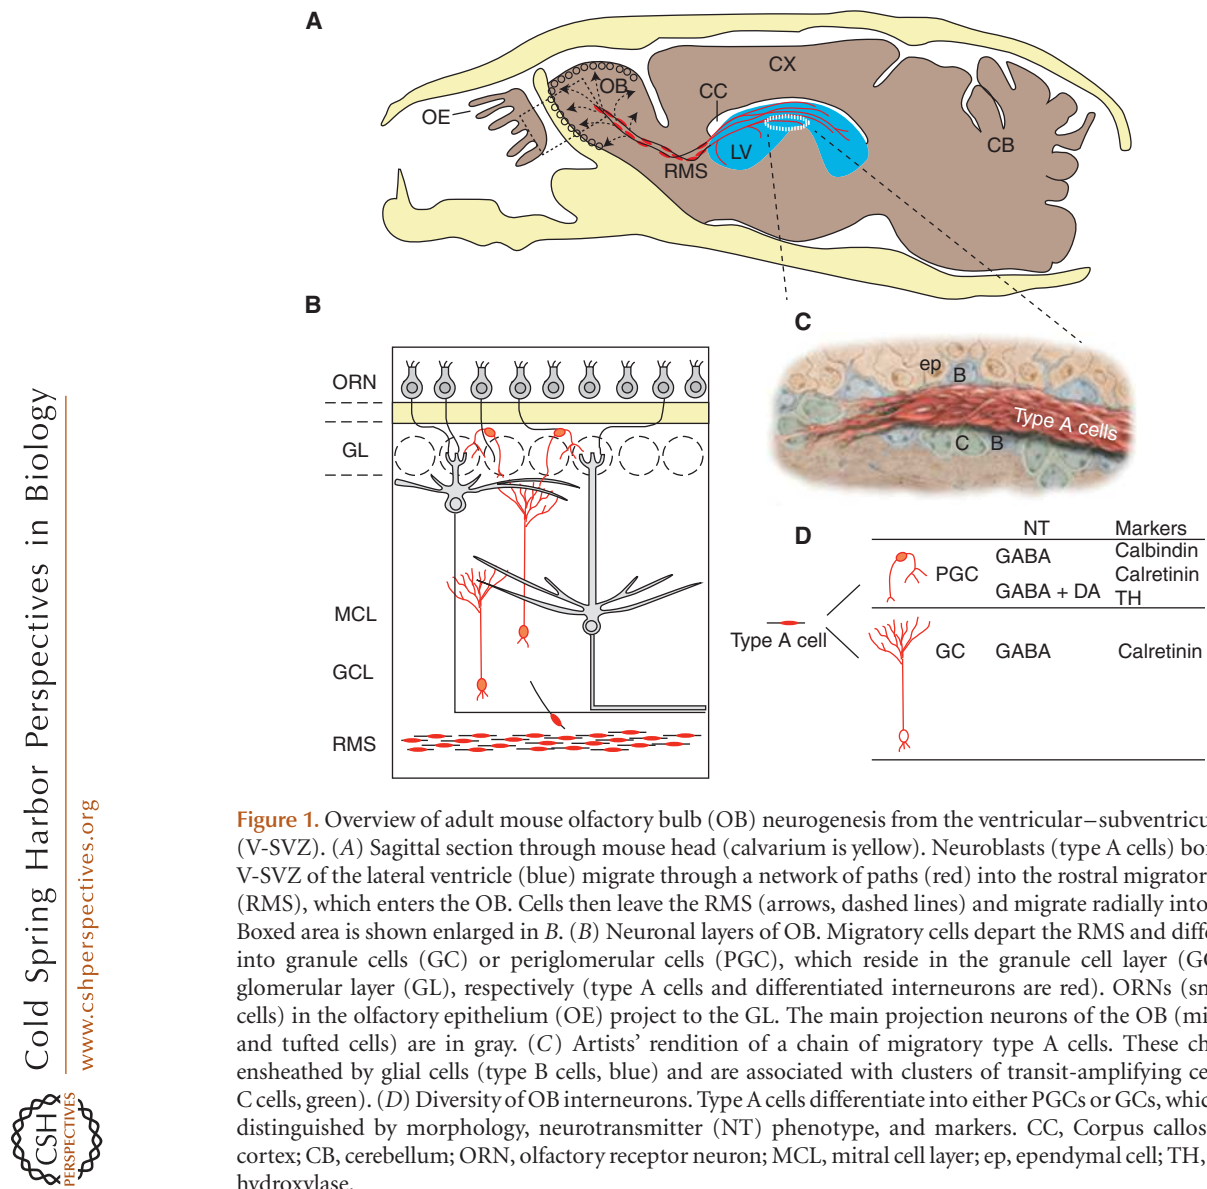 A
OE
OB
CX
CC
LV
RMS
CB
B
ORN
GL
MCL
GCL
RMS
C
ep
B
Type A cells
C B
D
NT Markers
Type A cell
PGC
GABA Calbindin
Calretinin
GABA + DA TH
GC GABA Calretinin
Figure 1. Overview of adult mouse olfactory bulb (OB) neurogenesis from the ventricular–subventricu
(V-SVZ). (A) Sagittal section through mouse head (calvarium is yellow). Neuroblasts (type A cells) bor
V-SVZ of the lateral ventricle (blue) migrate through a network of paths (red) into the rostral migrator
(RMS), which enters the OB. Cells then leave the RMS (arrows, dashed lines) and migrate radially into
Boxed area is shown enlarged in B. (B) Neuronal layers of OB. Migratory cells depart the RMS and diffe
into granule cells (GC) or periglomerular cells (PGC), which reside in the granule cell layer (GC
glomerular layer (GL), respectively (type A cells and differentiated interneurons are red). ORNs (sm
cells) in the olfactory epithelium (OE) project to the GL. The main projection neurons of the OB (mi
and tufted cells) are in gray. (C) Artists' rendition of a chain of migratory type A cells. These ch
ensheathed by glial cells (type B cells, blue) and are associated with clusters of transit-amplifying ce
C cells, green). (D) Diversity of OB interneurons. Type A cells differentiate into either PGCs or GCs, whic
distinguished by morphology, neurotransmitter (NT) phenotype, and markers. CC, Corpus callos
cortex; CB, cerebellum; ORN, olfactory receptor neuron; MCL, mitral cell layer; ep, ependymal cell; TH,
hydroxylase.
Cold Spring Harbor Perspectives in Biology
www.cshperspectives.org
CSH
PERSPECTIVES